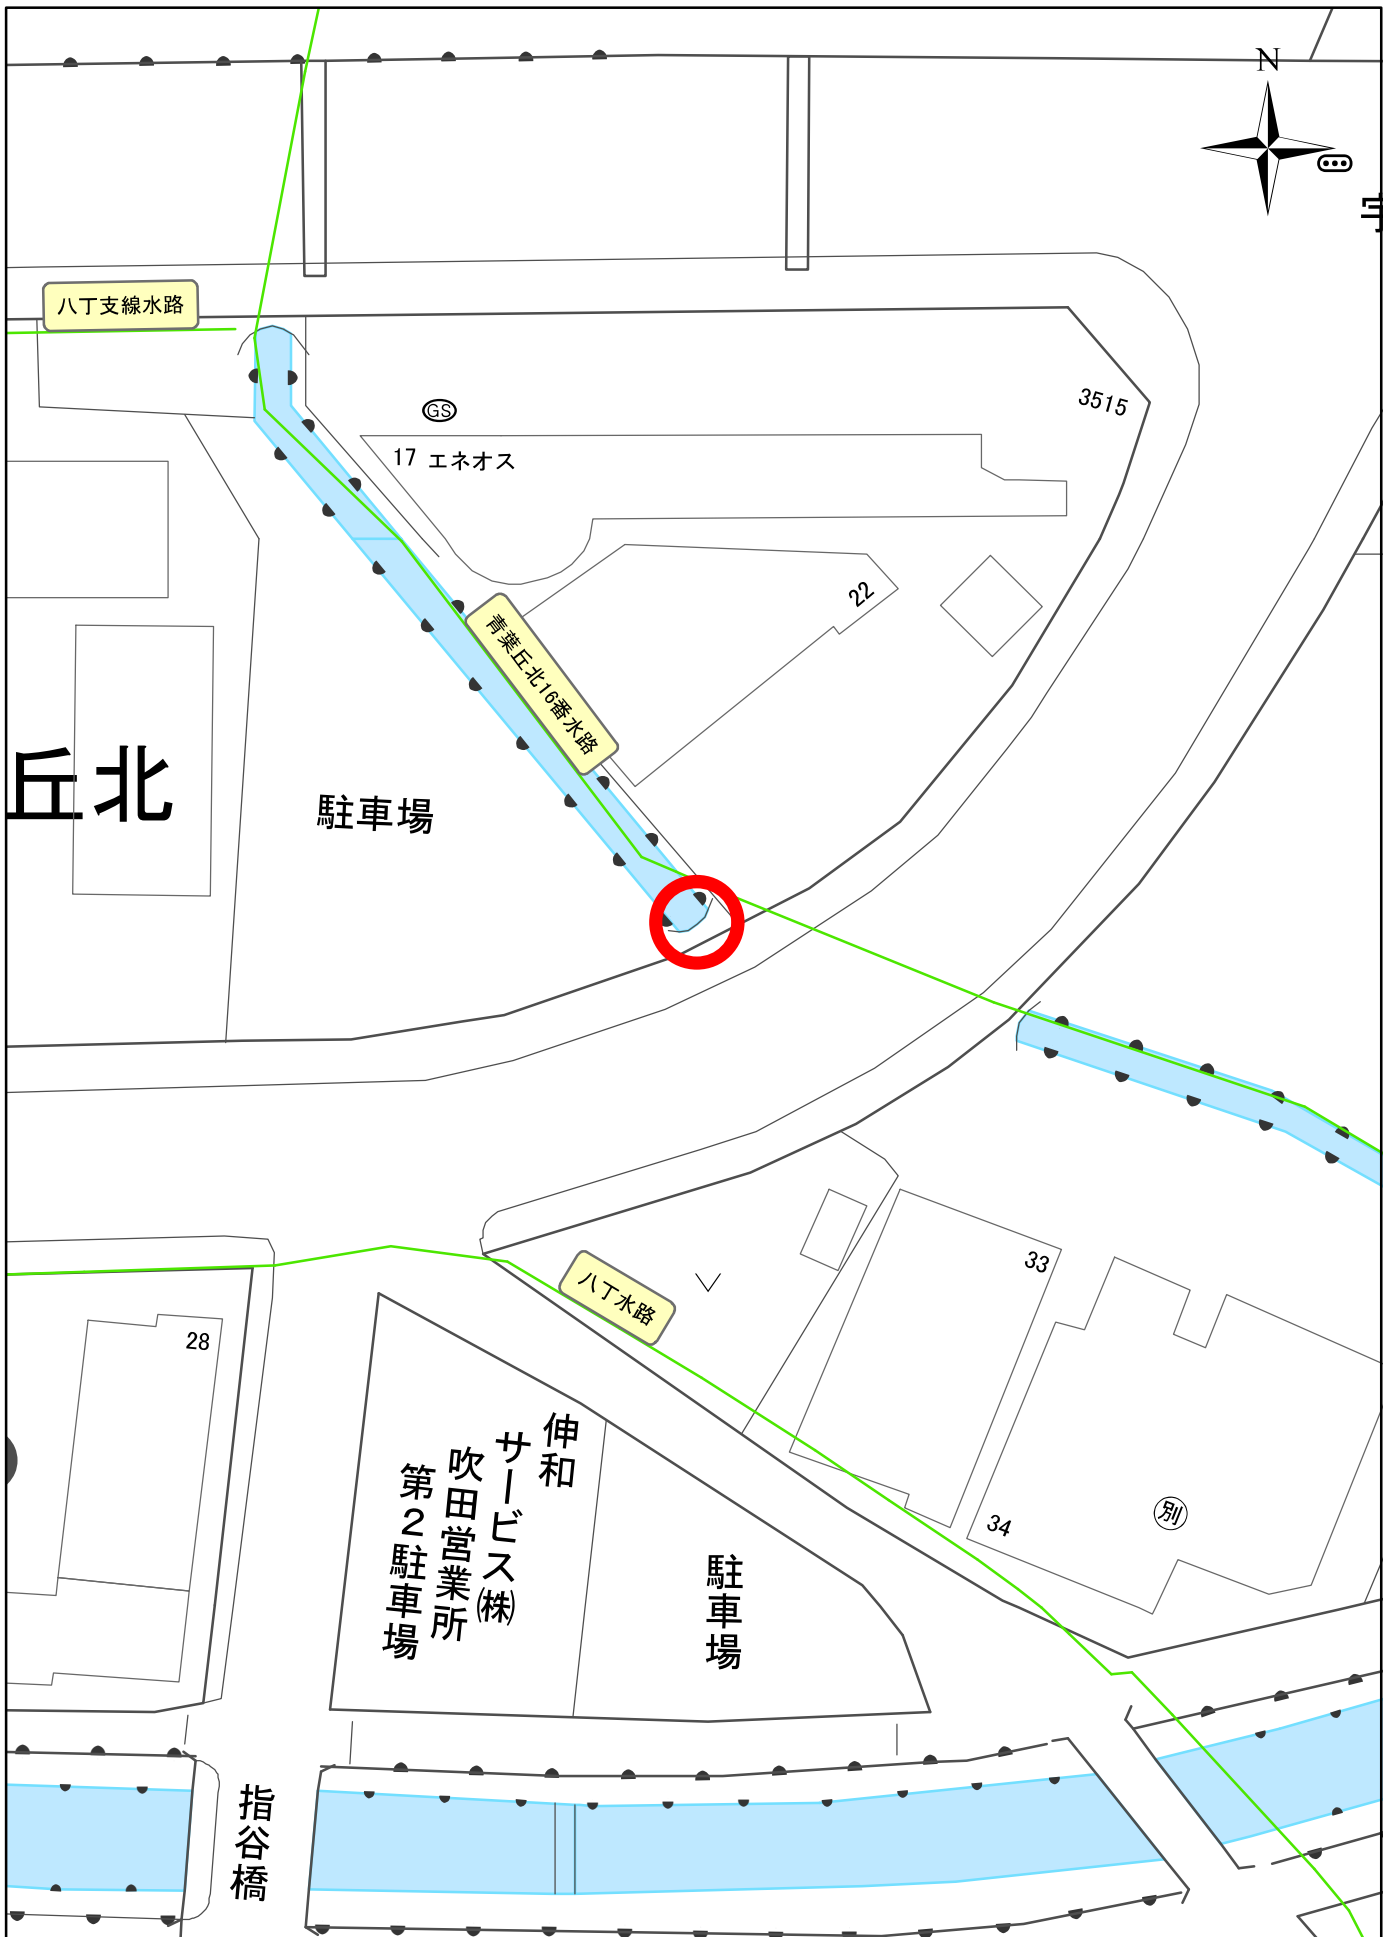 N
八丁支線水路
3515
GS
17 エネオス
22
青葉丘北16番水路
丘北
駐車場
33
八丁水路
28
伸和
サービス㈱
吹田営業所
第2駐車場
34
別
駐車場
指谷橋